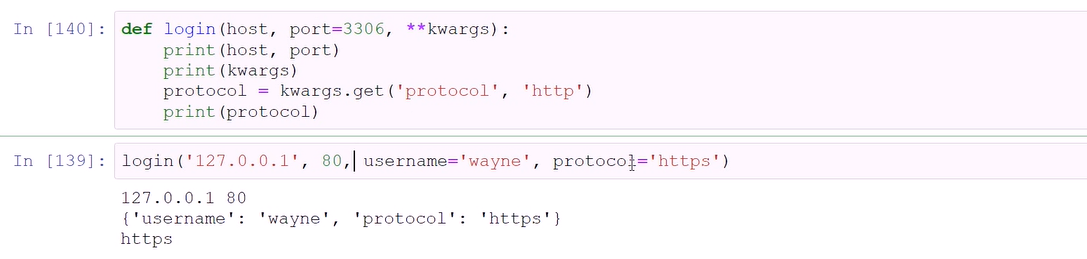 In [140]: def login(host, port=3306, **kwargs):
    print(host, port)
    print(kwargs)
    protocol = kwargs.get('protocol', 'http')
    print(protocol)
In [139]: login('127.0.0.1', 80, username='wayne', protocol='https')
127.0.0.1 80
{'username': 'wayne', 'protocol': 'https'}
https